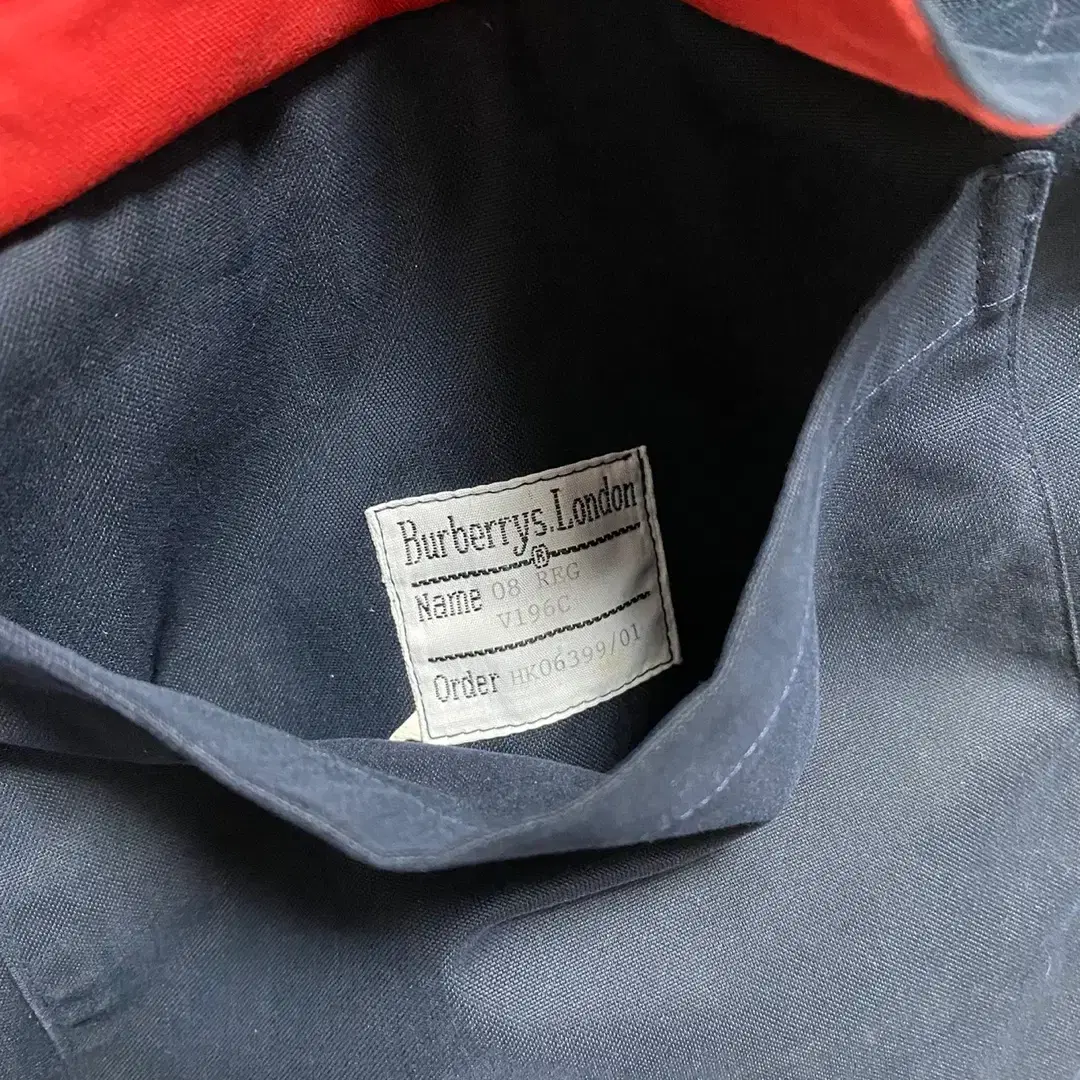 Burberrys.London
®
Name 08 REG
V196C
Order HK06399/01